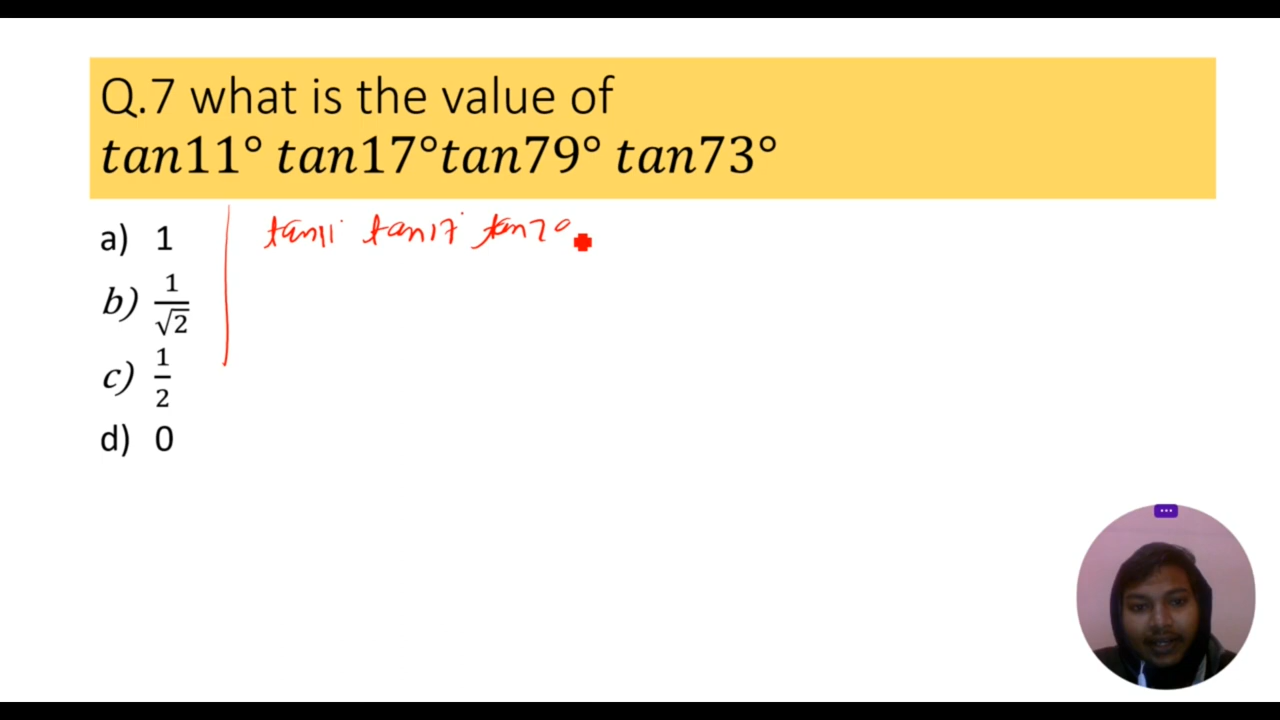 Q.7 what is the value of
tan11° tan17°tan79° tan73°
a) 1
tan11° tan17° tan79
b) 1/√2
c) 1/2
d) 0